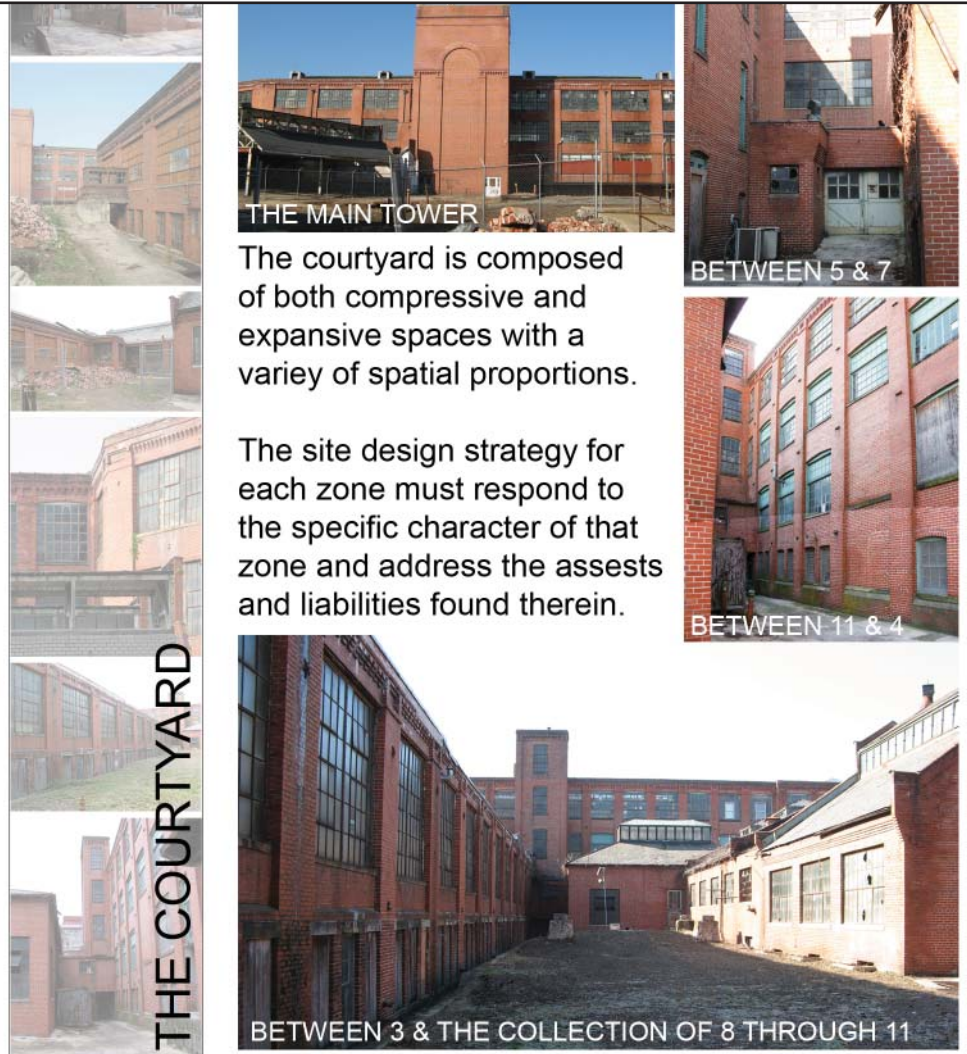 THE COURTYARD
THE MAIN TOWER
The courtyard is composed
of both compressive and
expansive spaces with a
variey of spatial proportions.
The site design strategy for
each zone must respond to
the specific character of that
zone and address the assests
and liabilities found therein.
BETWEEN 5 & 7
BETWEEN 11 & 4
BETWEEN 3 & THE COLLECTION OF 8 THROUGH 11